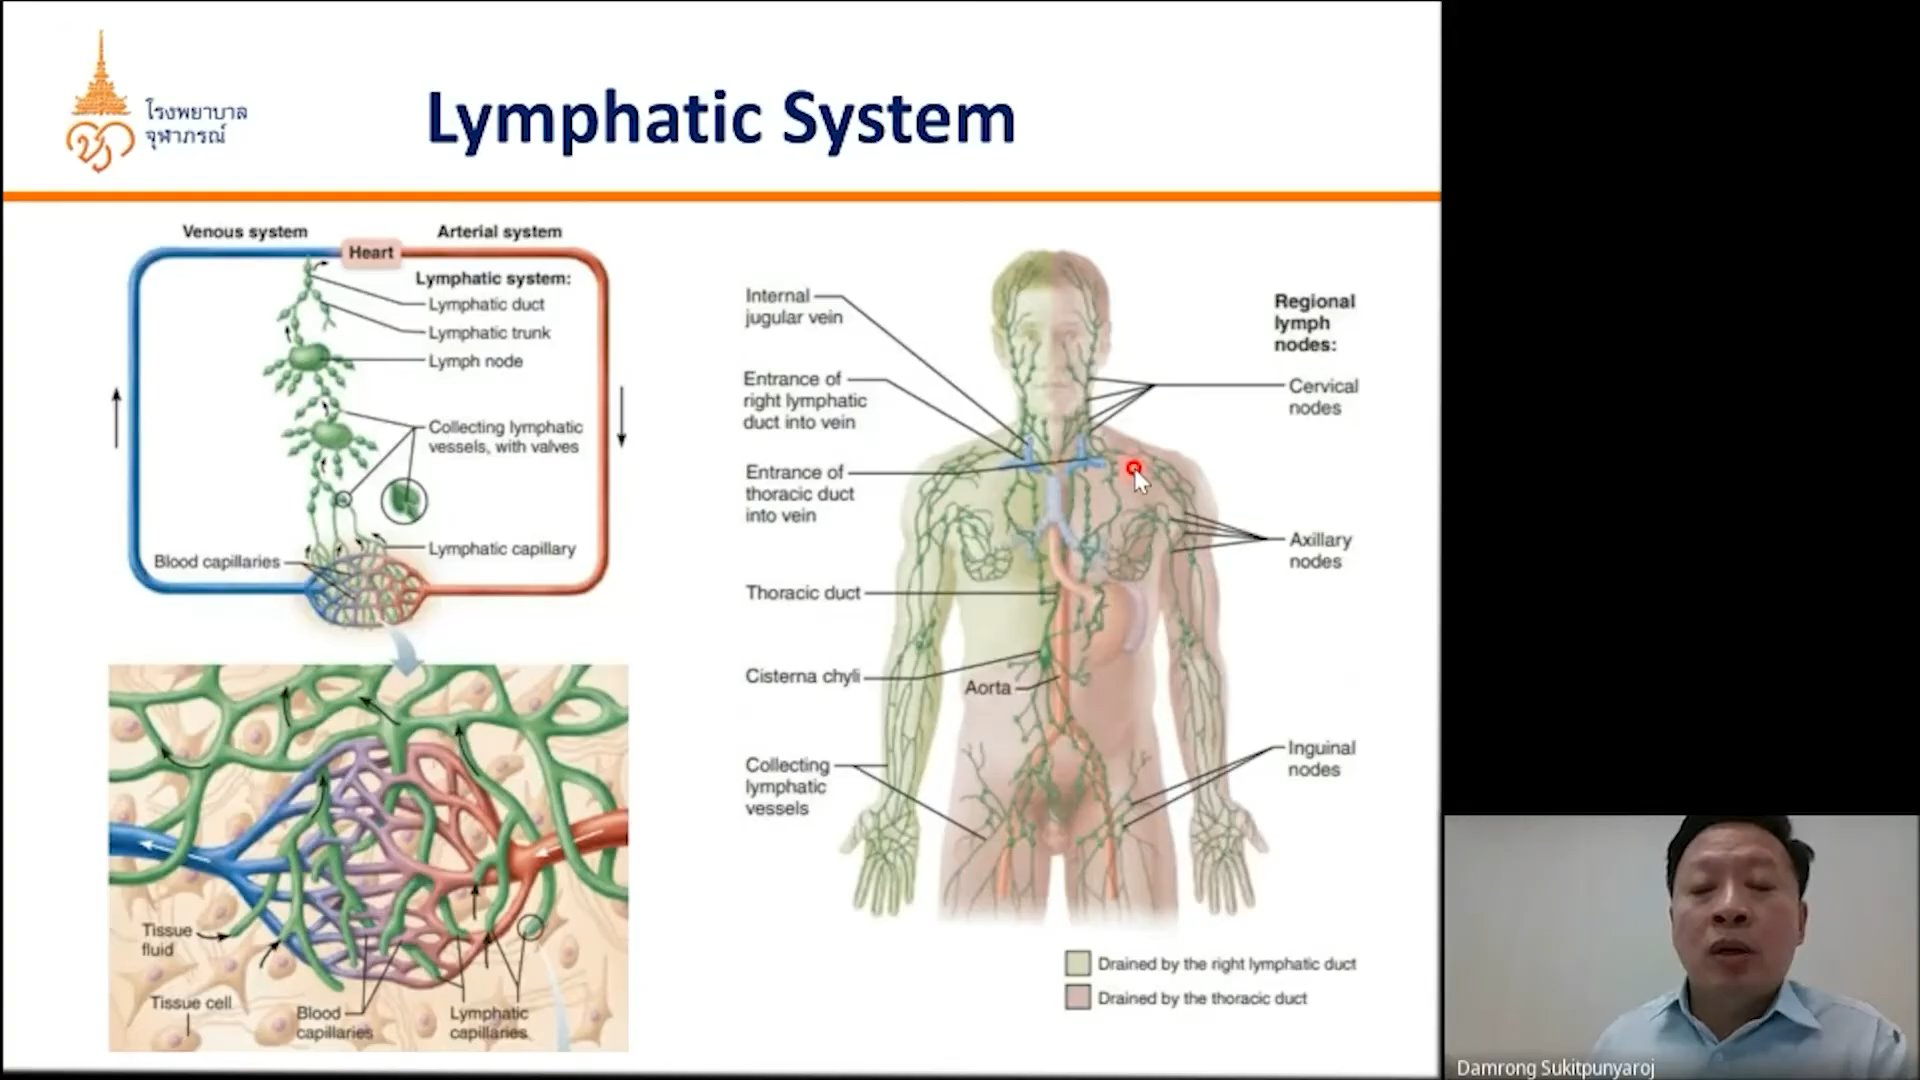 โรงพยาบาล
จุฬาภรณ์
Lymphatic System
Venous system
Heart
Arterial system
Lymphatic system:
Lymphatic duct
Lymphatic trunk
Lymph node
Collecting lymphatic
vessels, with valves
Lymphatic capillary
Blood capillaries
Tissue
fluid
Tissue cell
Blood
capillaries
Lymphatic
capillaries
Internal
jugular vein
Entrance of
right lymphatic
duct into vein
Entrance of
thoracic duct
into vein
Thoracic duct
Cisterna chyli
Aorta
Collecting
lymphatic
vessels
Regional
lymph
nodes:
Cervical
nodes
Axillary
nodes
Inguinal
nodes
Drained by the right lymphatic duct
Drained by the thoracic duct
Damrong Sukitpunyaroj